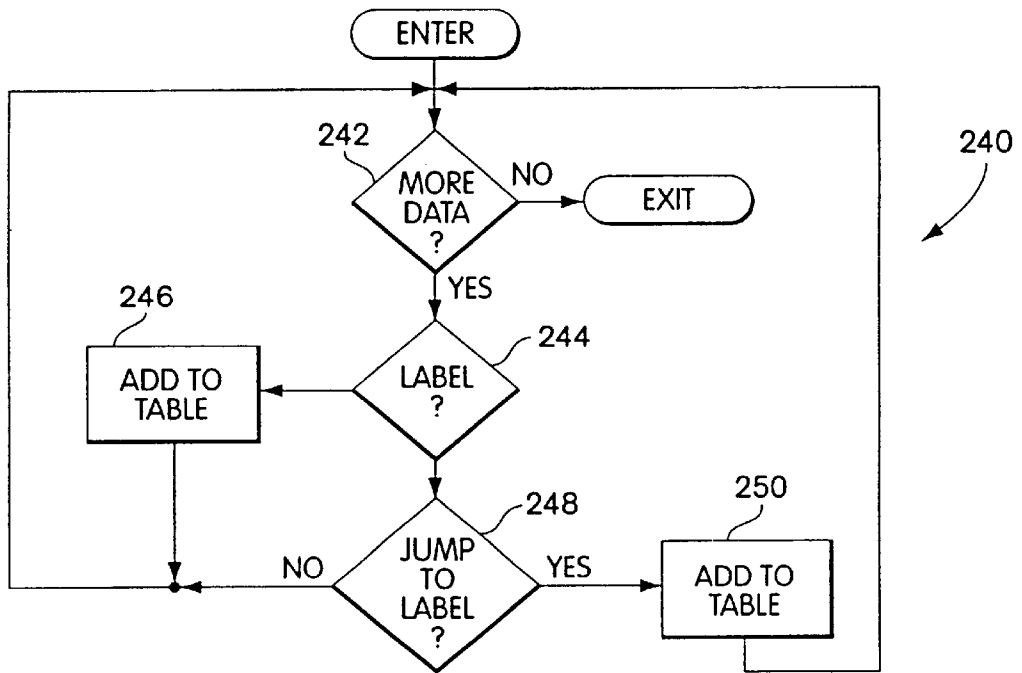 ENTER
242
240
MORE
DATA
?
NO
EXIT
YES
246
244
ADD TO
TABLE
LABEL
?
248
250
NO
JUMP
TO
LABEL
?
YES
ADD TO
TABLE